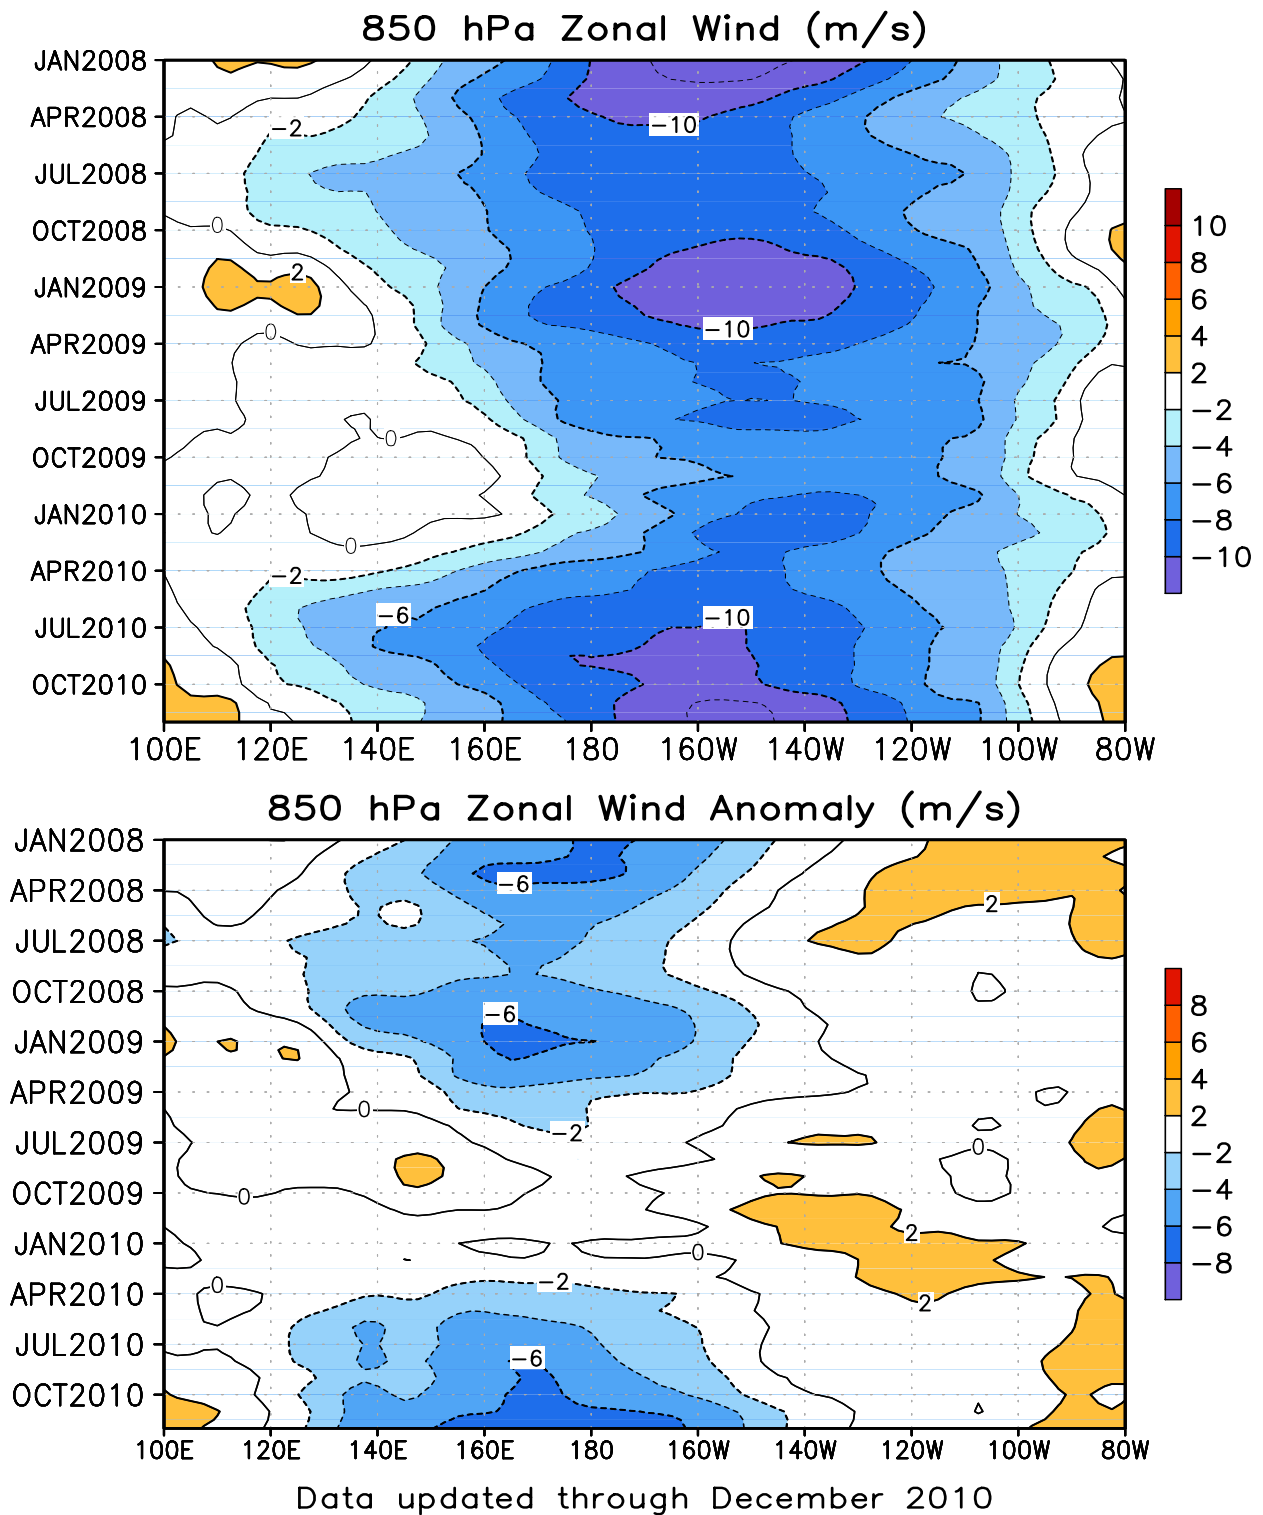 850 hPa Zonal Wind (m/s)
JAN2008
APR2008
JUL2008
OCT2008
JAN2009
APR2009
JUL2009
OCT2009
JAN2010
APR2010
JUL2010
OCT2010
-2
-10
0
2
0
-10
0
0
-2
-6
-10
100E 120E 140E 160E 180 160W 140W 120W 100W 80W
10
8
6
4
2
-2
-4
-6
-8
-10
850 hPa Zonal Wind Anomaly (m/s)
JAN2008
APR2008
JUL2008
OCT2008
JAN2009
APR2009
JUL2009
OCT2009
JAN2010
APR2010
JUL2010
OCT2010
-6
2
-6
0
-2
0
0
2
0
-2
0
2
-6
100E 120E 140E 160E 180 160W 140W 120W 100W 80W
8
6
4
2
-2
-4
-6
-8
Data updated through December 2010